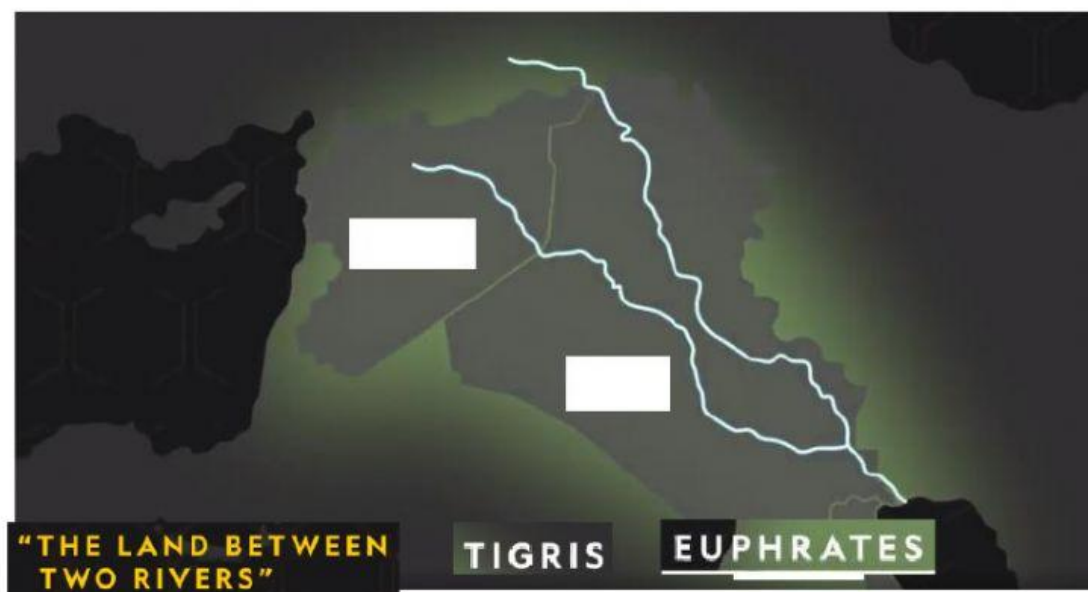 “THE LAND BETWEEN
TWO RIVERS”
TIGRIS
EUPHRATES